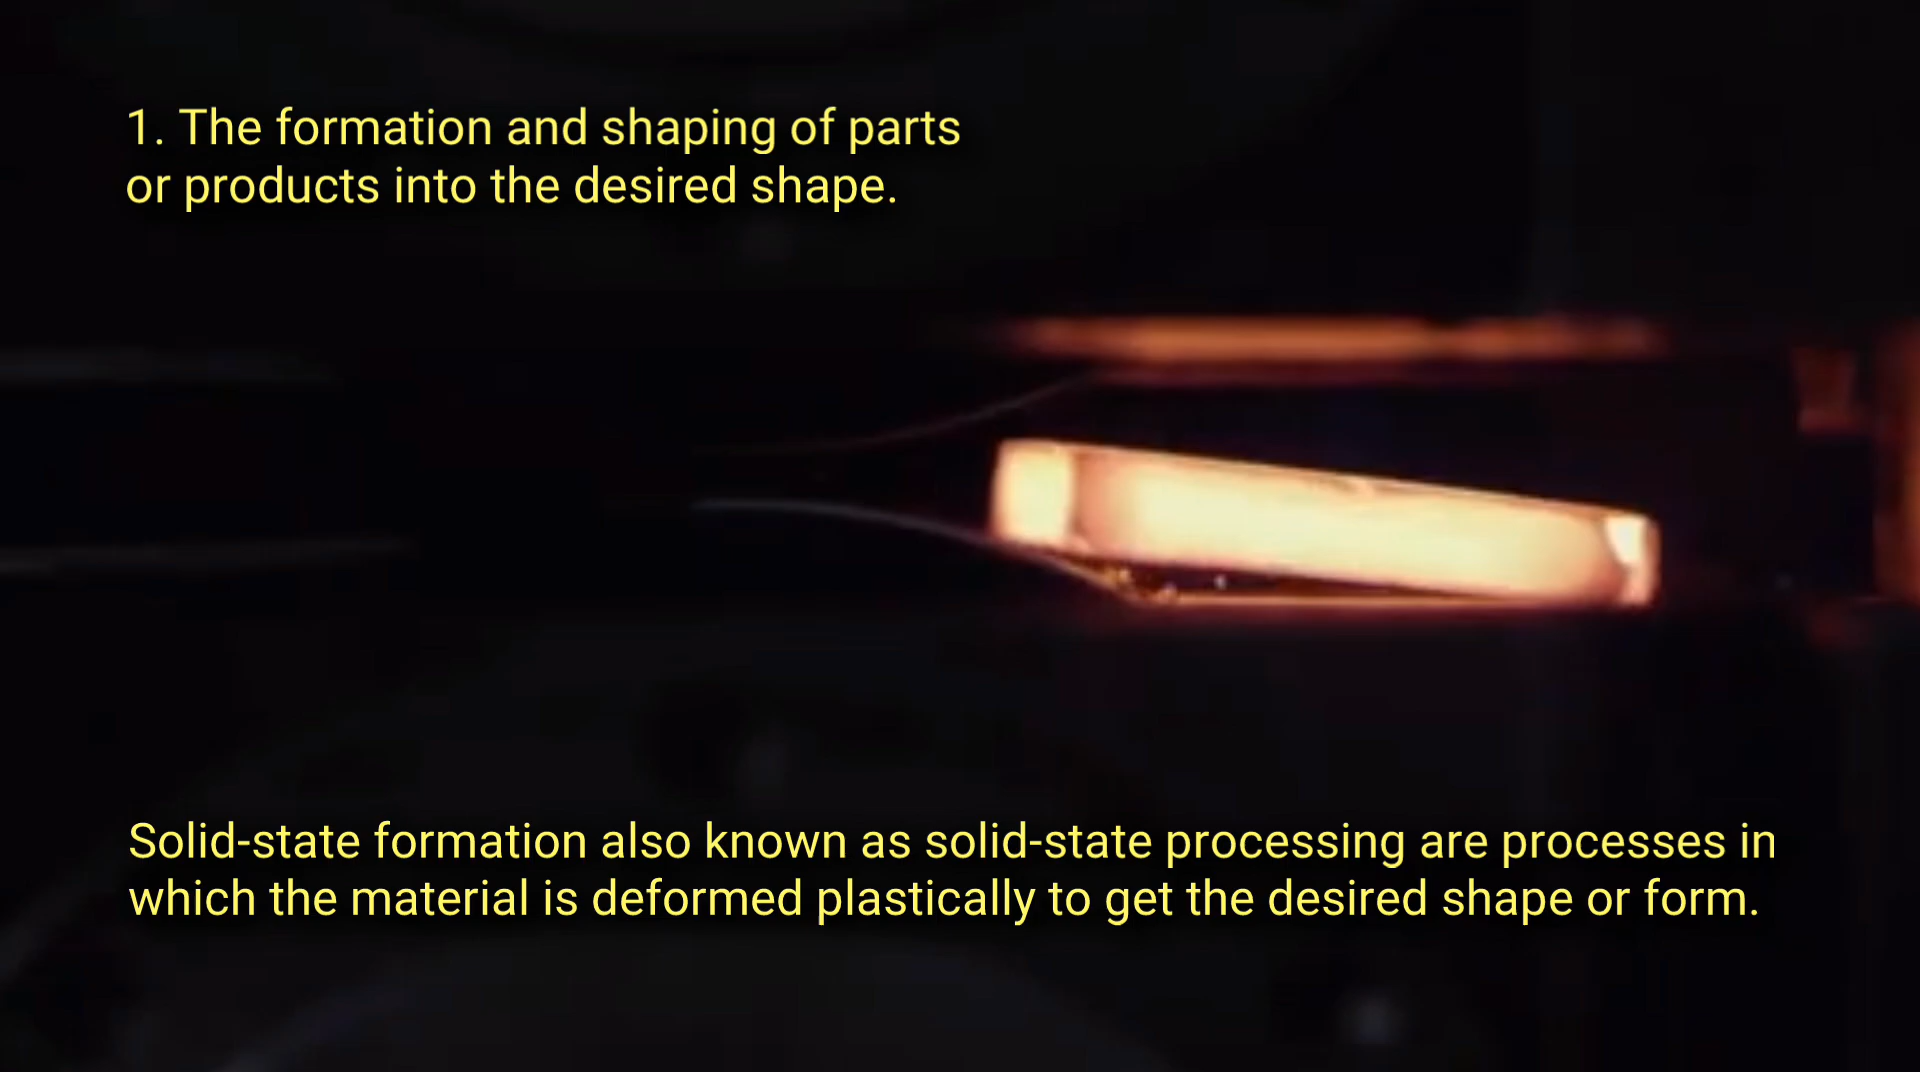 1. The formation and shaping of parts
or products into the desired shape.
Solid-state formation also known as solid-state processing are processes in
which the material is deformed plastically to get the desired shape or form.